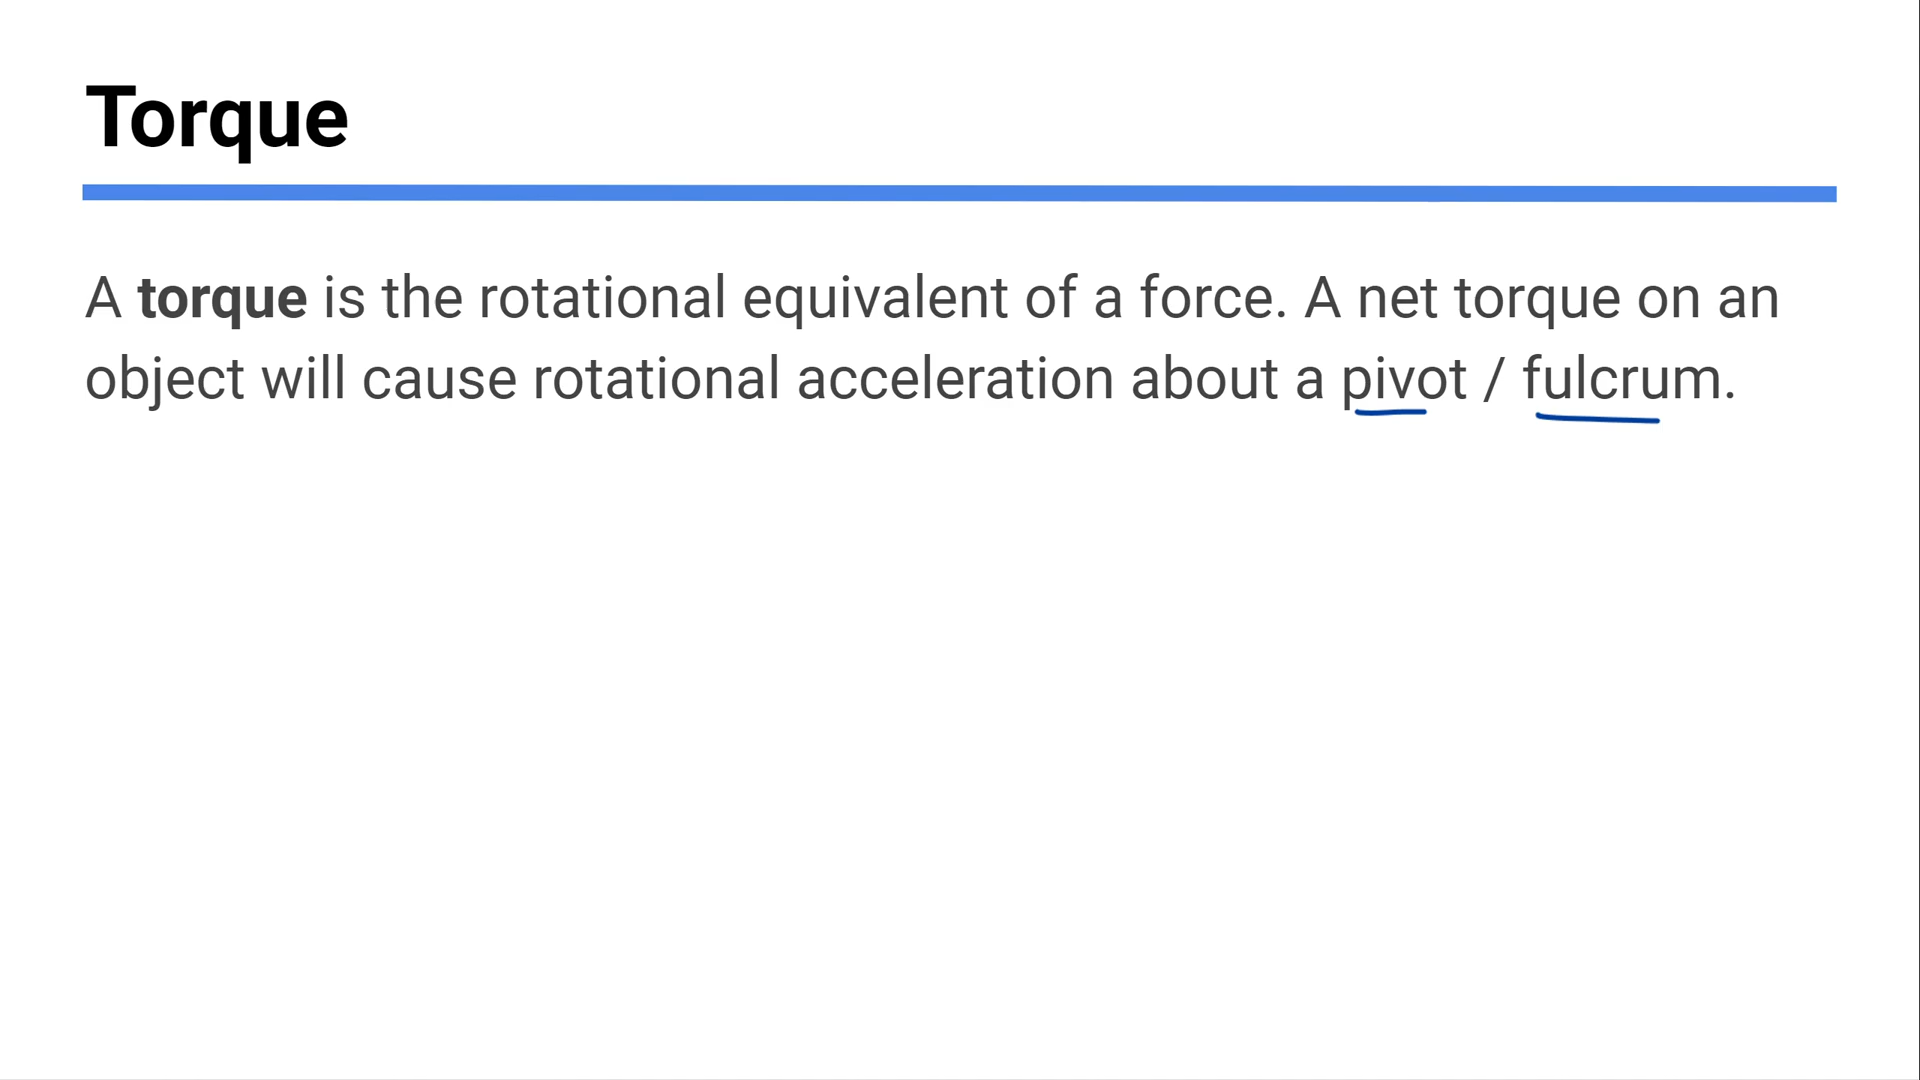 Torque
A torque is the rotational equivalent of a force. A net torque on an
object will cause rotational acceleration about a pivot / fulcrum.